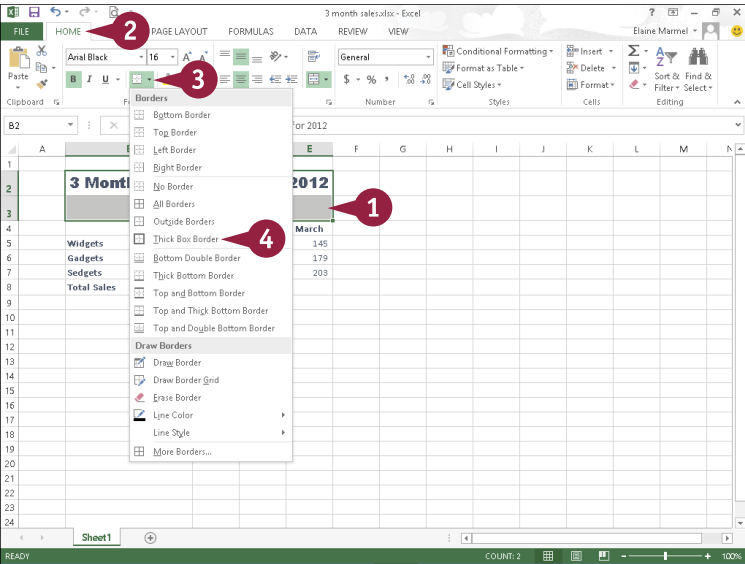 3 month sales.xlsx - Excel
FILE HOME PAGE LAYOUT FORMULAS DATA REVIEW VIEW Elaine Marmel
2
Arial Black 16 A A General Conditional Formatting Insert
Paste Format as Table Delete Sort & Find &
B I U $ % , Cell Styles Format Filter Select
3
Clipboard Number Styles Cells Editing
B2 for 2012
Borders
Bottom Border
Top Border
Left Border
Right Border
No Border
All Borders
Outside Borders
Thick Box Border
Bottom Double Border
Thick Bottom Border
Top and Bottom Border
Top and Thick Bottom Border
Top and Double Bottom Border
Draw Borders
Draw Border
Draw Border Grid
Erase Border
Line Color
Line Style
More Borders...
A E F G H I J K L M N
1
2 3 Mont 2012
3
1
4 March
4
5 Widgets 145
6 Gadgets 179
7 Sedgets 203
8 Total Sales
9
10
11
12
13
14
15
16
17
18
19
20
21
22
23
24
Sheet1
READY COUNT: 2 100%